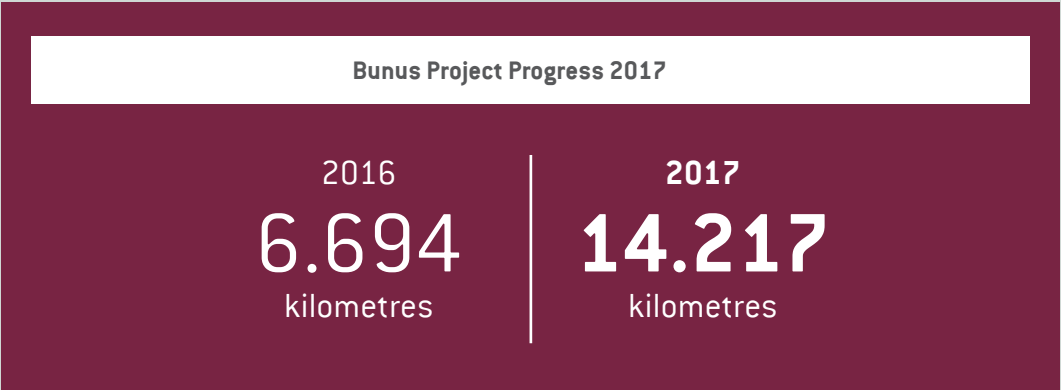 Bunus Project Progress 2017
2016
6.694
kilometres
2017
14.217
kilometres